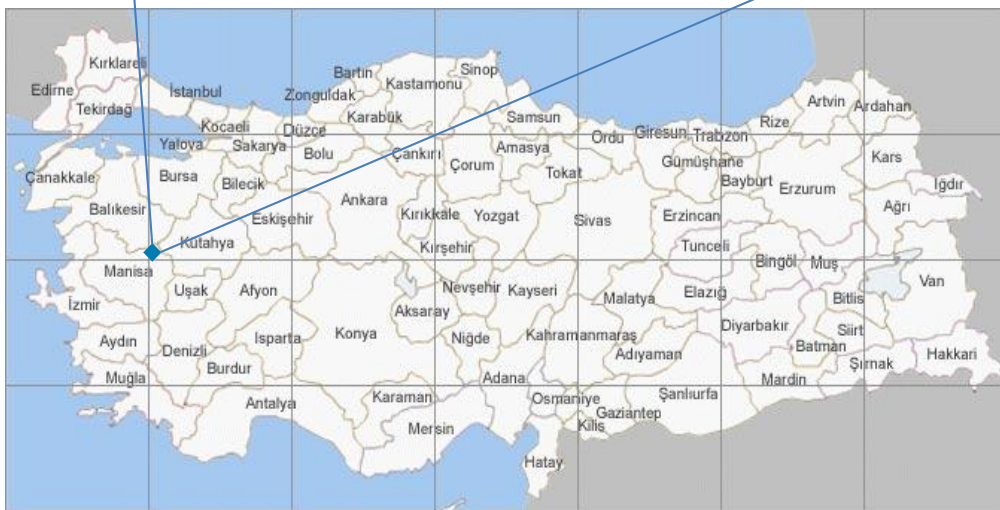 Kırklareli
Edirne
Tekirdağ
İstanbul
Kocaeli
Yalova
Sakarya
Düzce
Zonguldak
Bartın
Karabük
Kastamonu
Sinop
Samsun
Ordu
Giresun
Trabzon
Rize
Artvin
Ardahan
Çanakkale
Bursa
Bilecik
Bolu
Çankırı
Çorum
Amasya
Tokat
Gümüşhane
Bayburt
Erzurum
Kars
Iğdır
Balıkesir
Kütahya
Eskişehir
Ankara
Kırıkkale
Yozgat
Sivas
Erzincan
Ağrı
Kırşehir
Tunceli
Bingöl
Muş
Manisa
Uşak
Afyon
Nevşehir
Kayseri
Malatya
Elazığ
Bitlis
Van
İzmir
Aydın
Denizli
Isparta
Konya
Aksaray
Niğde
Kahramanmaraş
Adıyaman
Diyarbakır
Batman
Siirt
Şırnak
Hakkari
Muğla
Burdur
Antalya
Karaman
Adana
Osmaniye
Gaziantep
Şanlıurfa
Mardin
Mersin
Kilis
Hatay